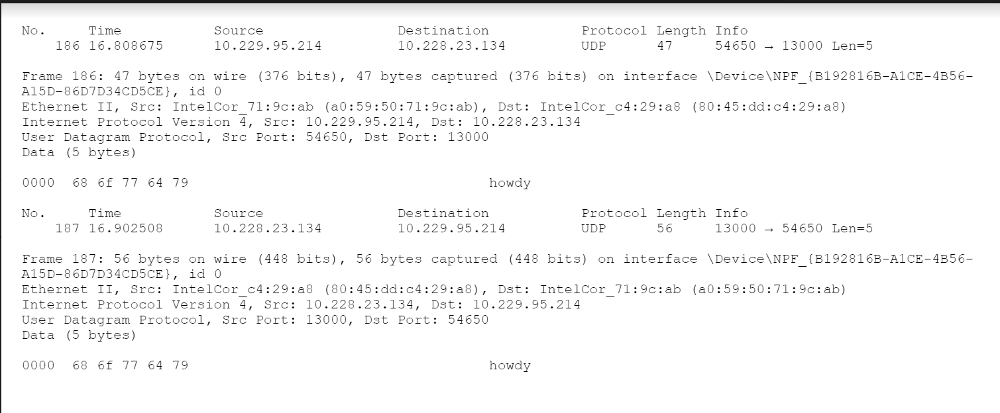 No. Time Source Destination Protocol Length Info
186 16.808675 10.229.95.214 10.228.23.134 UDP 47 54650 → 13000 Len=5
Frame 186: 47 bytes on wire (376 bits), 47 bytes captured (376 bits) on interface \Device\NPF_{B192816B-A1CE-4B56-
A15D-86D7D34CD5CE}, id 0
Ethernet II, Src: IntelCor_71:9c:ab (a0:59:50:71:9c:ab), Dst: IntelCor_c4:29:a8 (80:45:dd:c4:29:a8)
Internet Protocol Version 4, Src: 10.229.95.214, Dst: 10.228.23.134
User Datagram Protocol, Src Port: 54650, Dst Port: 13000
Data (5 bytes)
0000 68 6f 77 64 79 howdy
No. Time Source Destination Protocol Length Info
187 16.902508 10.228.23.134 10.229.95.214 UDP 56 13000 → 54650 Len=5
Frame 187: 56 bytes on wire (448 bits), 56 bytes captured (448 bits) on interface \Device\NPF_{B192816B-A1CE-4B56-
A15D-86D7D34CD5CE}, id 0
Ethernet II, Src: IntelCor_c4:29:a8 (80:45:dd:c4:29:a8), Dst: IntelCor_71:9c:ab (a0:59:50:71:9c:ab)
Internet Protocol Version 4, Src: 10.228.23.134, Dst: 10.229.95.214
User Datagram Protocol, Src Port: 13000, Dst Port: 54650
Data (5 bytes)
0000 68 6f 77 64 79 howdy